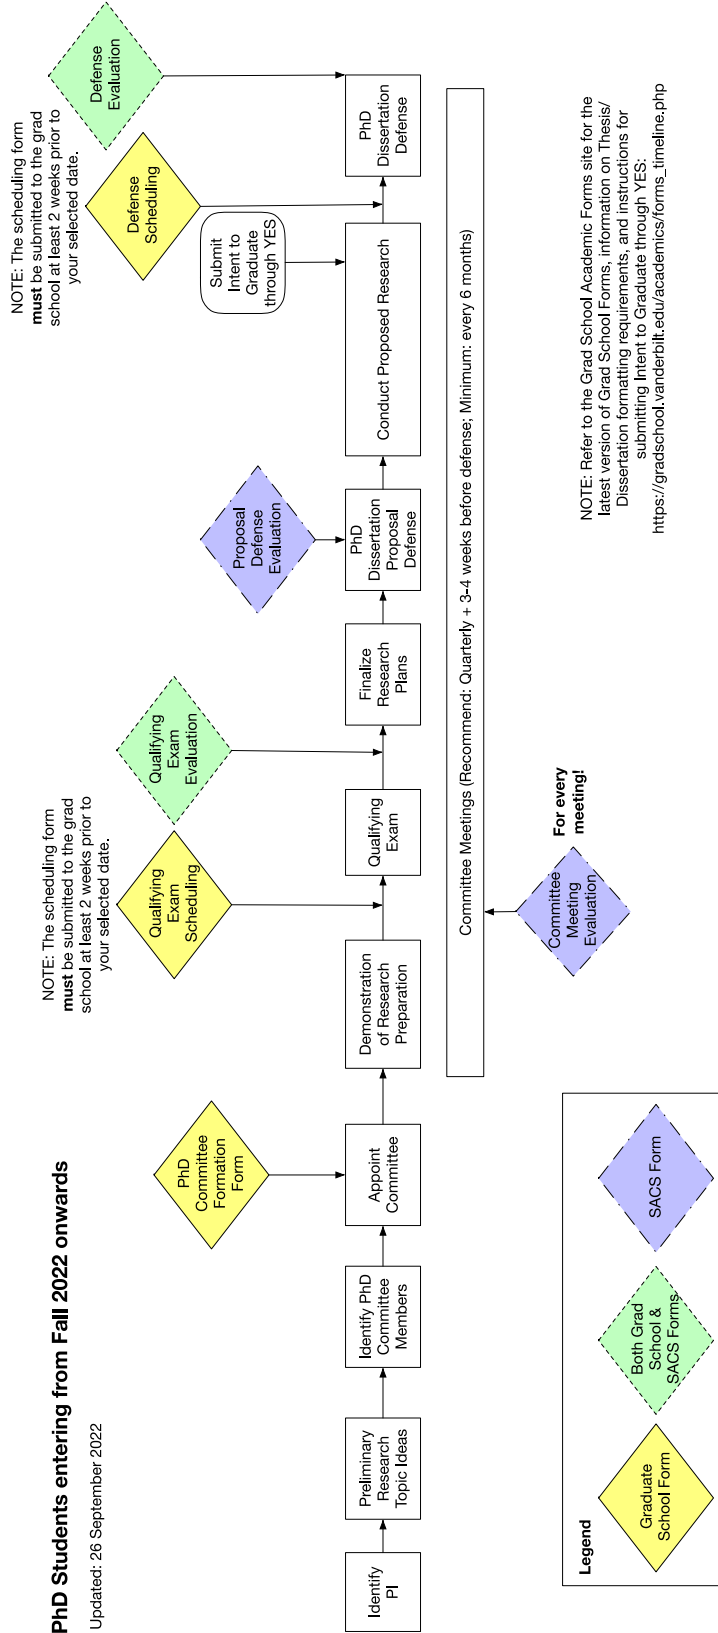 PhD Students entering from Fall 2022 onwards
Updated: 26 September 2022
NOTE: The scheduling form
must be submitted to the grad
school at least 2 weeks prior to
your selected date.
NOTE: The scheduling form
must be submitted to the grad
school at least 2 weeks prior to
your selected date.
PhD
Committee
Formation
Form
Qualifying
Exam
Scheduling
Qualifying
Exam
Evaluation
Proposal
Defense
Evaluation
Submit
Intent to
Graduate
through YES
Defense
Scheduling
Defense
Evaluation
Identify
PI
Preliminary
Research
Topic Ideas
Identify PhD
Committee
Members
Appoint
Committee
Demonstration
of Research
Preparation
Qualifying
Exam
Finalize
Research
Plans
PhD
Dissertation
Proposal
Defense
Conduct Proposed Research
PhD
Dissertation
Defense
Committee Meetings (Recommend: Quarterly + 3-4 weeks before defense; Minimum: every 6 months)
Committee
Meeting
Evaluation
For every
meeting!
Legend
Graduate
School Form
Both Grad
School &
SACS Forms
SACS Form
NOTE: Refer to the Grad School Academic Forms site for the
latest version of Grad School Forms, information on Thesis/
Dissertation formatting requirements, and instructions for
submitting Intent to Graduate through YES:
https://gradschool.vanderbilt.edu/academics/forms_timeline.php